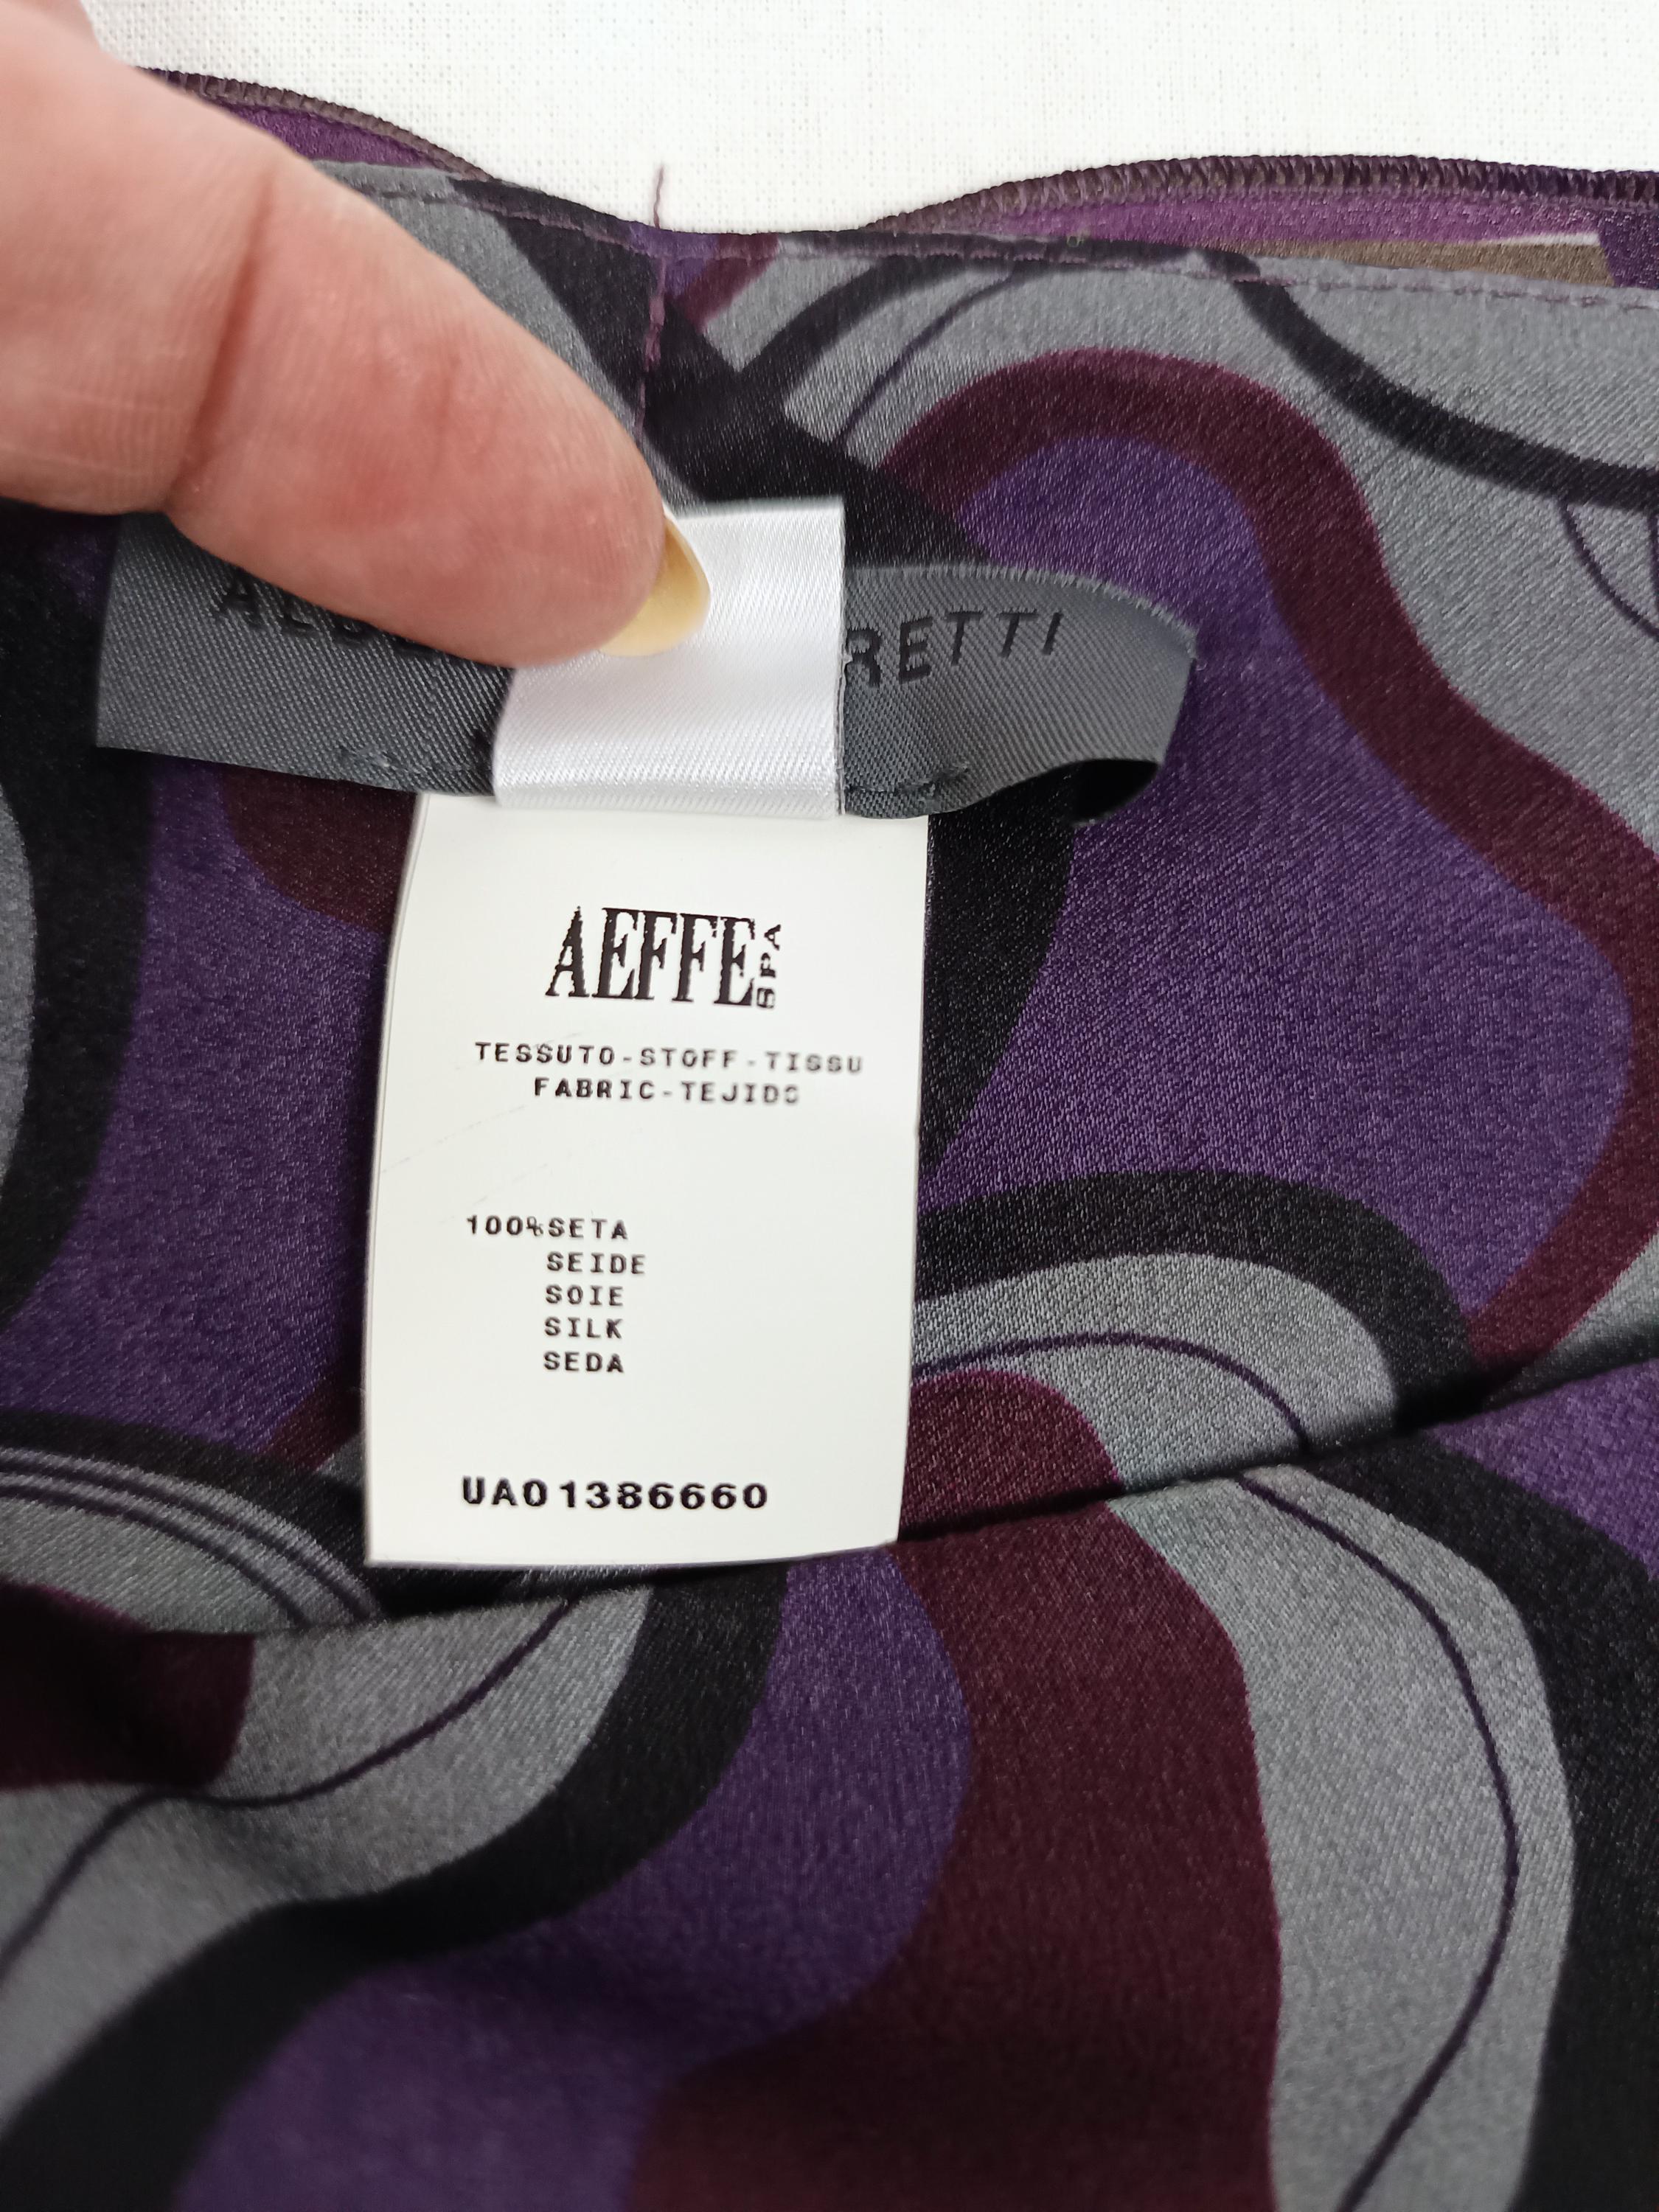 RETTI
AEFFE SPA
TESSUTO-STOFF-TISSU
FABRIC-TEJIDO
100%SETA
SEIDE
SOIE
SILK
SEDA
UA01386660